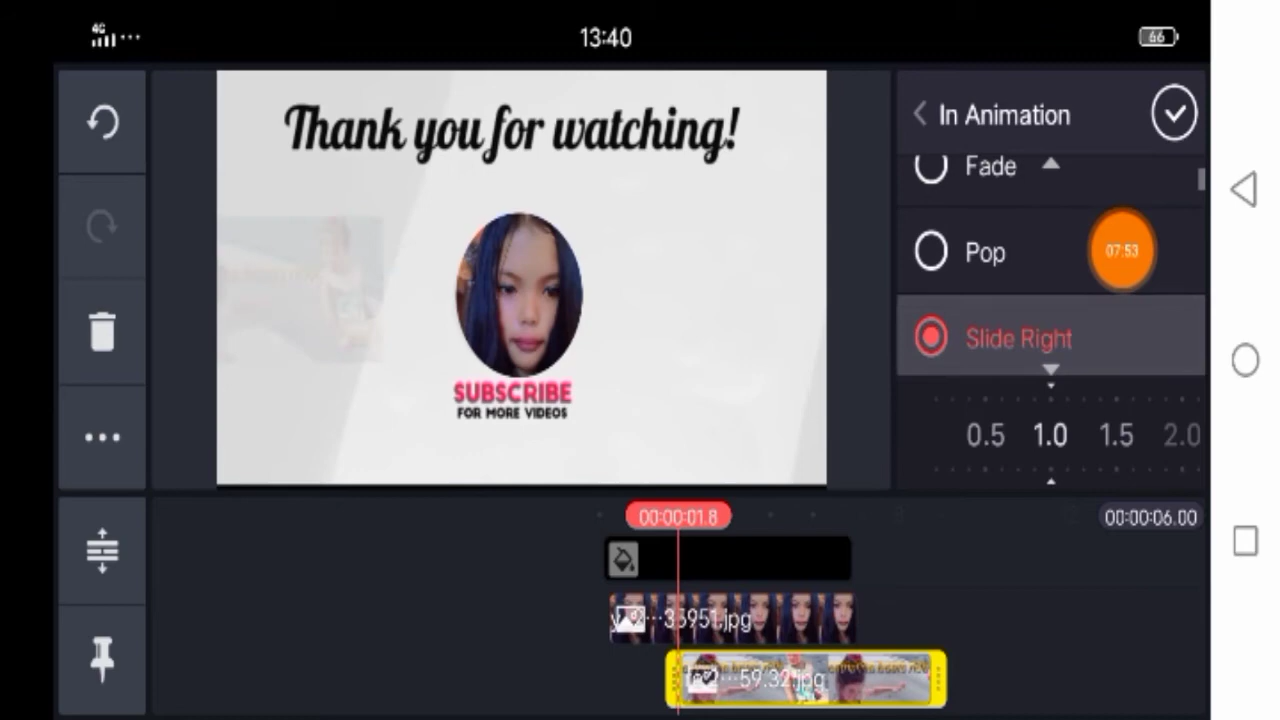 4G
13:40
66
Thank you for watching!
In Animation
Fade
Pop
07:53
Slide Right
SUBSCRIBE
FOR MORE VIDEOS
0.5 1.0 1.5 2.0
00:00:01.8
00:00:06.00
33951.jpg
59.32.jpg